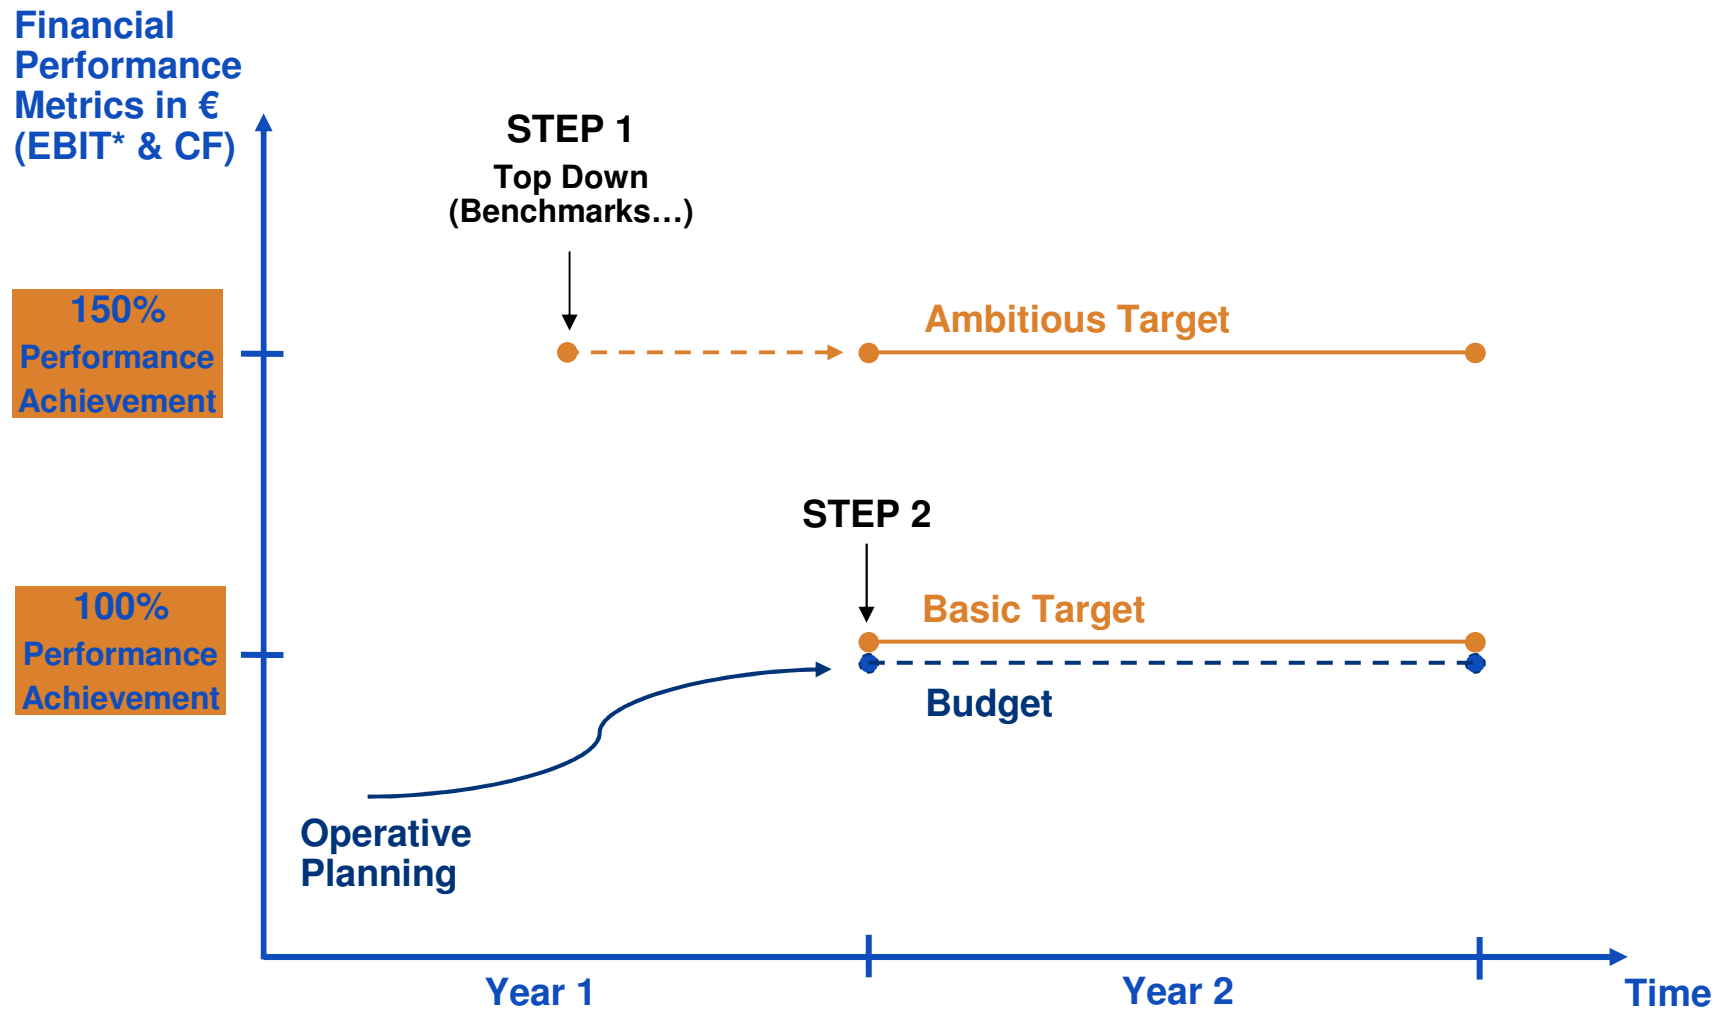 Financial
Performance
Metrics in €
(EBIT* & CF)
STEP 1
Top Down
(Benchmarks…)
150%
Performance
Achievement
Ambitious Target
STEP 2
100%
Performance
Achievement
Basic Target
Budget
Operative
Planning
Year 1
Year 2
Time